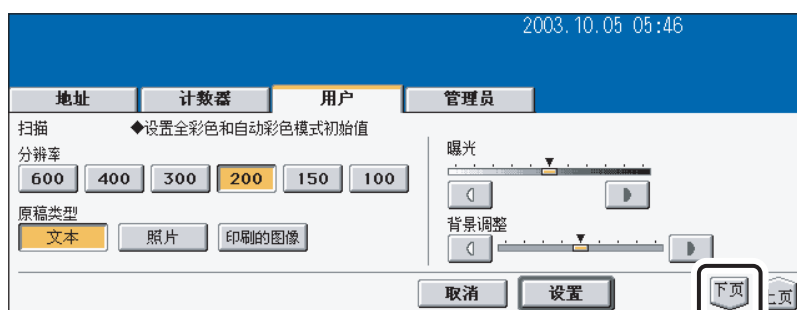 2003.10.05 05:46
地址 计数器 用户 管理员
扫描 ◆设置全彩色和自动彩色模式初始值
分辨率
600 400 300 200 150 100
曝光
原稿类型
文本 照片 印刷的图像
背景调整
取消 设置 下页 上页